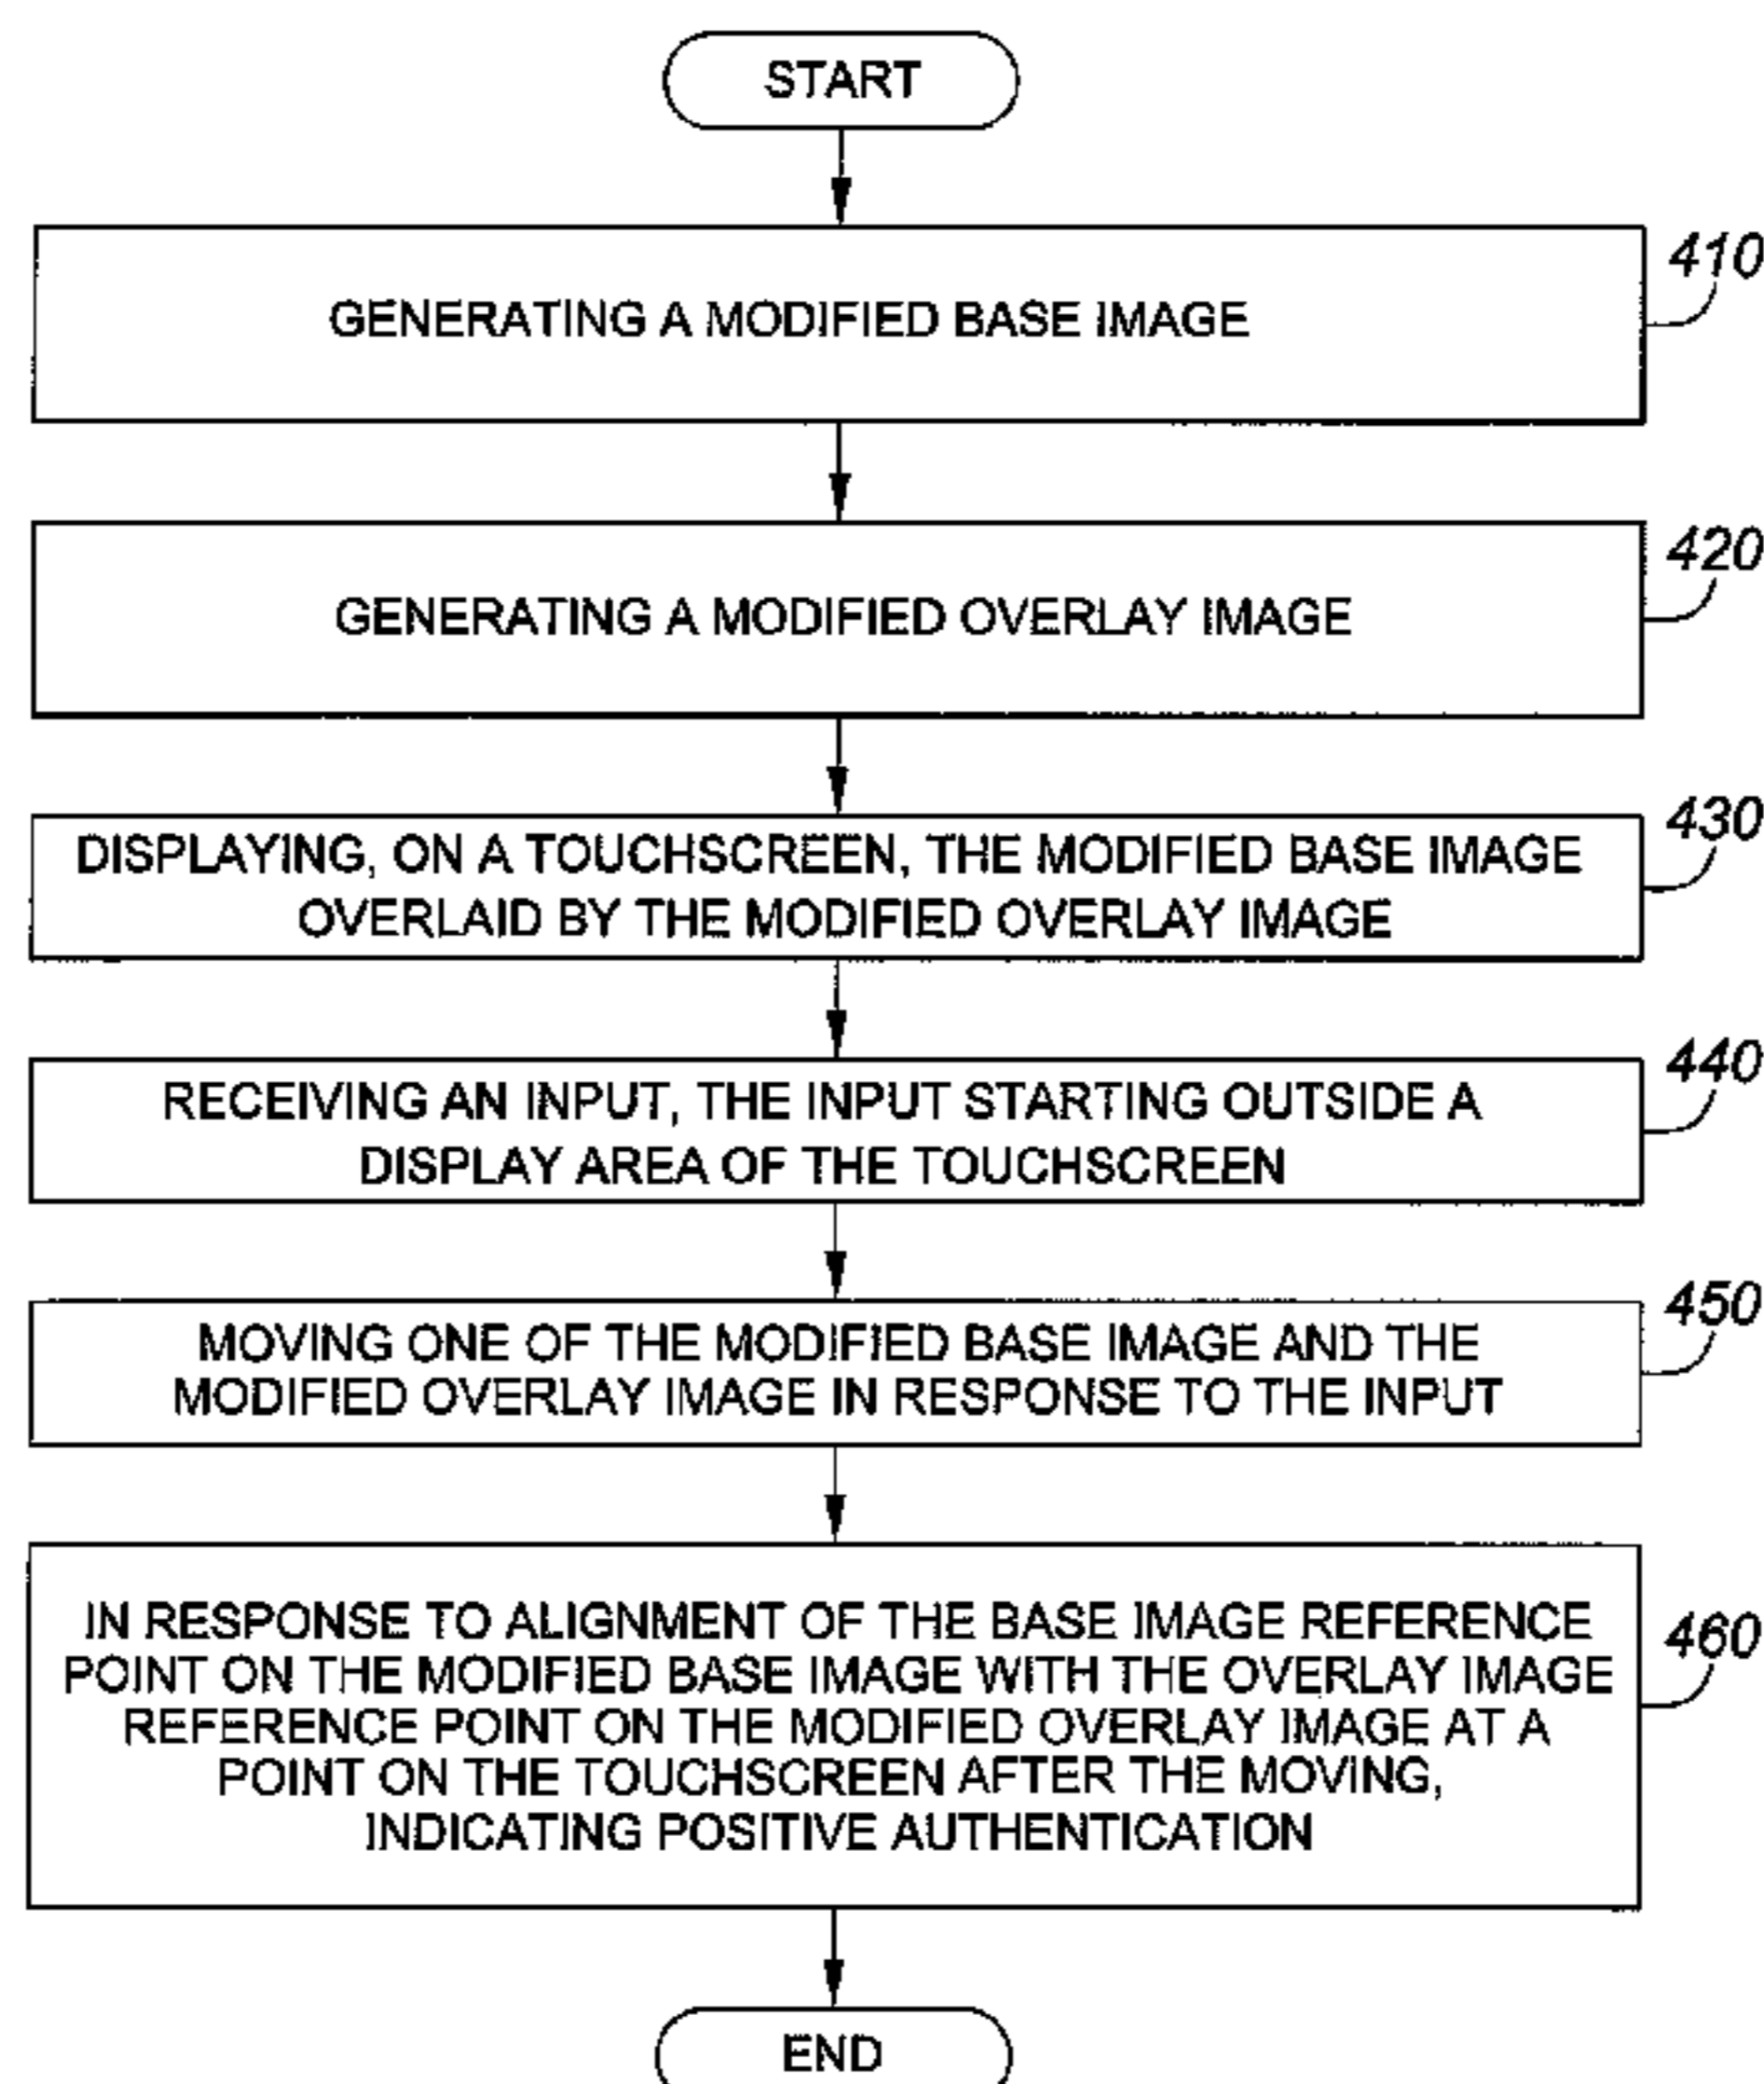 START
410
GENERATING A MODIFIED BASE IMAGE
420
GENERATING A MODIFIED OVERLAY IMAGE
430
DISPLAYING, ON A TOUCHSCREEN, THE MODIFIED BASE IMAGE
OVERLAID BY THE MODIFIED OVERLAY IMAGE
440
RECEIVING AN INPUT, THE INPUT STARTING OUTSIDE A
DISPLAY AREA OF THE TOUCHSCREEN
450
MOVING ONE OF THE MODIFIED BASE IMAGE AND THE
MODIFIED OVERLAY IMAGE IN RESPONSE TO THE INPUT
460
IN RESPONSE TO ALIGNMENT OF THE BASE IMAGE REFERENCE
POINT ON THE MODIFIED BASE IMAGE WITH THE OVERLAY IMAGE
REFERENCE POINT ON THE MODIFIED OVERLAY IMAGE AT A
POINT ON THE TOUCHSCREEN AFTER THE MOVING,
INDICATING POSITIVE AUTHENTICATION
END